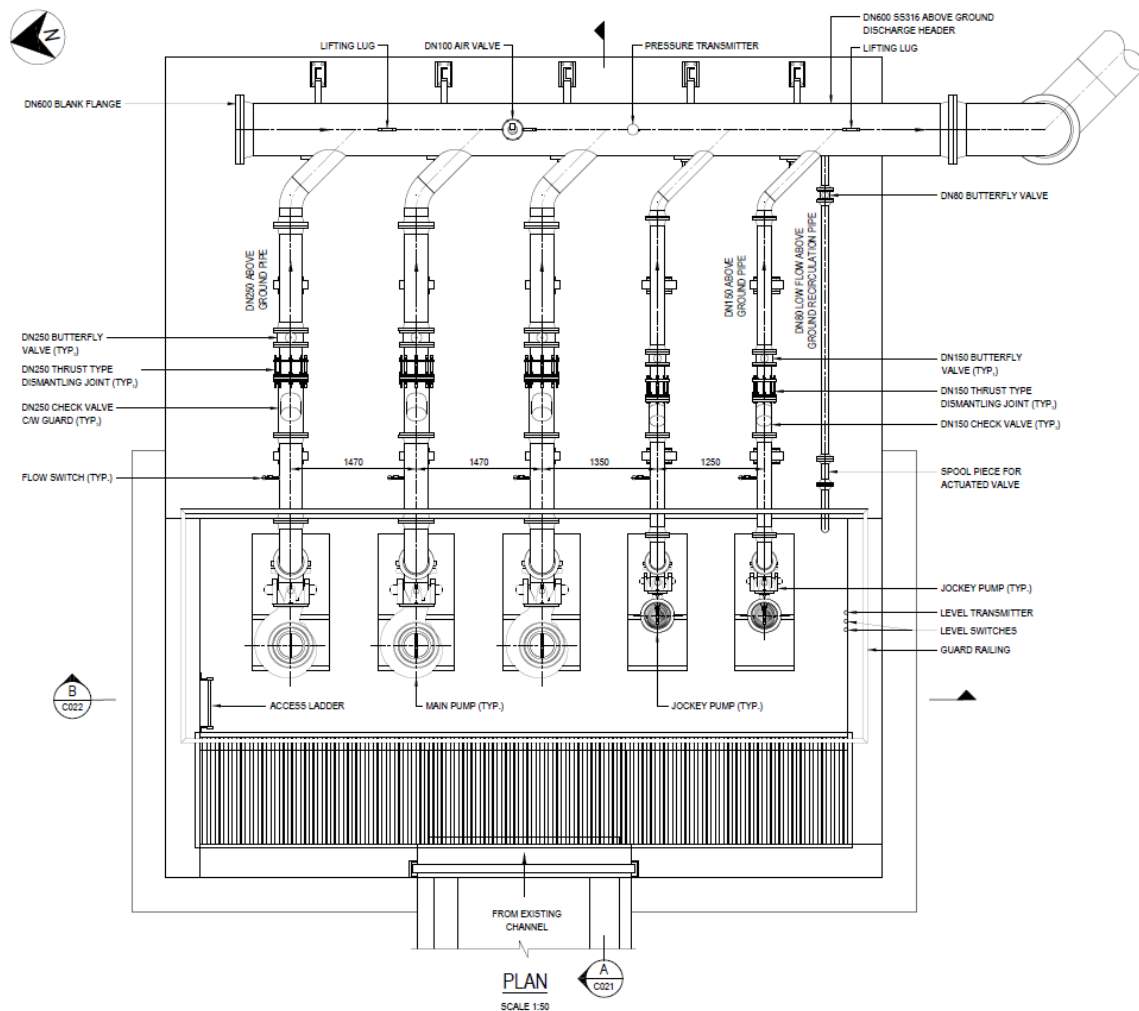 N
LIFTING LUG
DN100 AIR VALVE
PRESSURE TRANSMITTER
DN600 SS316 ABOVE GROUND
DISCHARGE HEADER
LIFTING LUG
DN600 BLANK FLANGE
DN80 BUTTERFLY VALVE
DN250 ABOVE
GROUND PIPE
DN150 ABOVE
GROUND PIPE
DN80 LOW FLOW ABOVE
GROUND RECIRCULATION PIPE
DN250 BUTTERFLY
VALVE (TYP.)
DN250 THRUST TYPE
DISMANTLING JOINT (TYP.)
DN250 CHECK VALVE
C/W GUARD (TYP.)
FLOW SWITCH (TYP.)
DN150 BUTTERFLY
VALVE (TYP.)
DN150 THRUST TYPE
DISMANTLING JOINT (TYP.)
DN150 CHECK VALVE (TYP.)
SPOOL PIECE FOR
ACTUATED VALVE
1470
1470
1350
1250
JOCKEY PUMP (TYP.)
LEVEL TRANSMITTER
LEVEL SWITCHES
GUARD RAILING
B
C022
ACCESS LADDER
MAIN PUMP (TYP.)
JOCKEY PUMP (TYP.)
FROM EXISTING
CHANNEL
PLAN
SCALE 1:50
A
C021